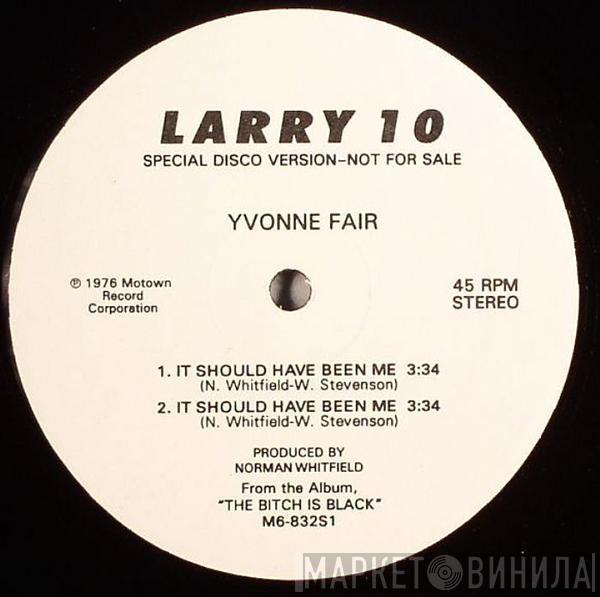 LARRY 10
SPECIAL DISCO VERSION–NOT FOR SALE
YVONNE FAIR
℗ 1976 Motown
Record
Corporation
45 RPM
STEREO
1. IT SHOULD HAVE BEEN ME 3:34
(N. Whitfield-W. Stevenson)
2. IT SHOULD HAVE BEEN ME 3:34
(N. Whitfield-W. Stevenson)
PRODUCED BY
NORMAN WHITFIELD
From the Album,
"THE BITCH IS BLACK"
M6-832S1
МАРКЕТ ВИНИЛА